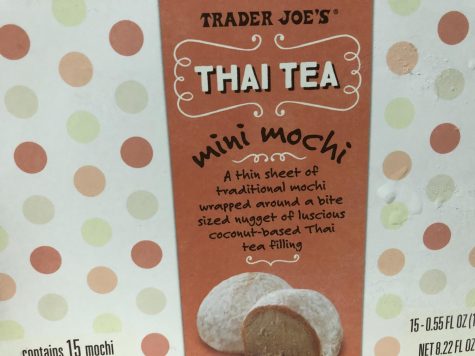 TRADER JOE'S®
THAI TEA
mini mochi
A thin sheet of
traditional mochi
wrapped around a bite
sized nugget of luscious
coconut-based Thai
tea filling
contains 15 mochi
15-0.55 FL OZ (1
NET 8.22 FL OZ